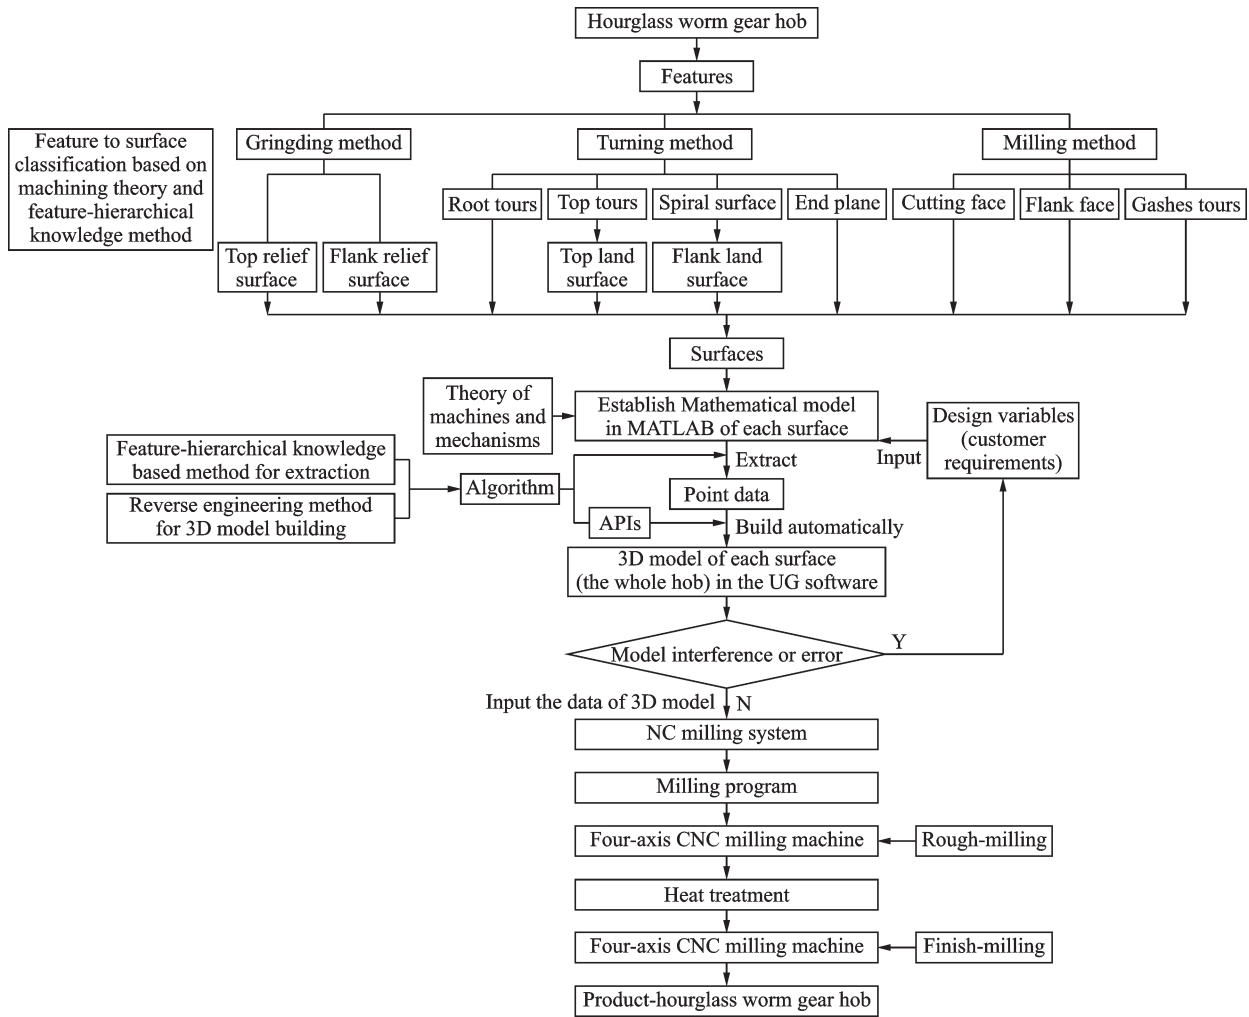 Hourglass worm gear hob
Features
Feature to surface
classification based on
machining theory and
feature-hierarchical
knowledge method
Gringding method
Turning method
Milling method
Root tours
Top tours
Spiral surface
End plane
Cutting face
Flank face
Gashes tours
Top relief
surface
Flank relief
surface
Top land
surface
Flank land
surface
Surfaces
Theory of
machines and
mechanisms
Establish Mathematical model
in MATLAB of each surface
Design variables
(customer
requirements)
Input
Feature-hierarchical knowledge
based method for extraction
Reverse engineering method
for 3D model building
Algorithm
Extract
Point data
APIs
Build automatically
3D model of each surface
(the whole hob) in the UG software
Model interference or error
Y
Input the data of 3D model
N
NC milling system
Milling program
Four-axis CNC milling machine
Rough-milling
Heat treatment
Four-axis CNC milling machine
Finish-milling
Product-hourglass worm gear hob